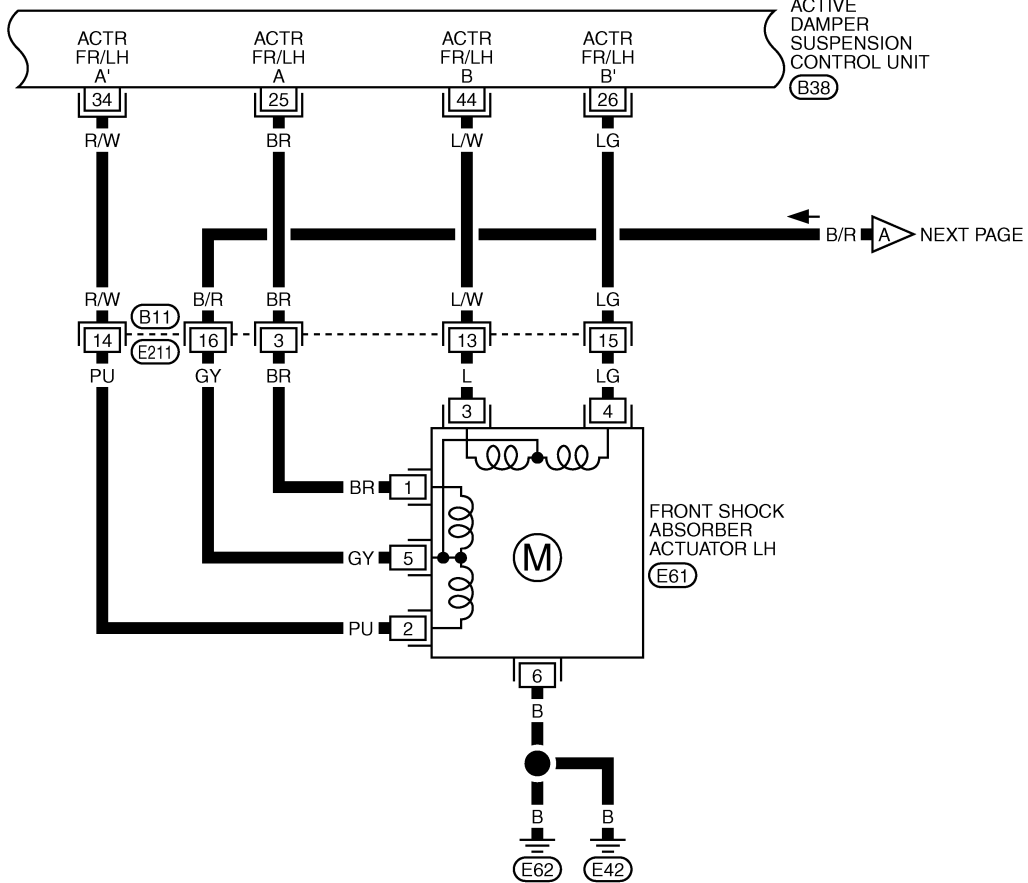 ACTIVE
DAMPER
SUSPENSION
CONTROL UNIT
B38
ACTR
FR/LH
A'
ACTR
FR/LH
A
ACTR
FR/LH
B
ACTR
FR/LH
B'
34
25
44
26
R/W
BR
L/W
LG
B/R
A
NEXT PAGE
R/W
B/R
BR
L/W
LG
B11
E211
14
16
3
13
15
PU
GY
BR
L
LG
3
4
BR
1
GY
5
PU
2
M
FRONT SHOCK
ABSORBER
ACTUATOR LH
E61
6
B
B
B
E62
E42